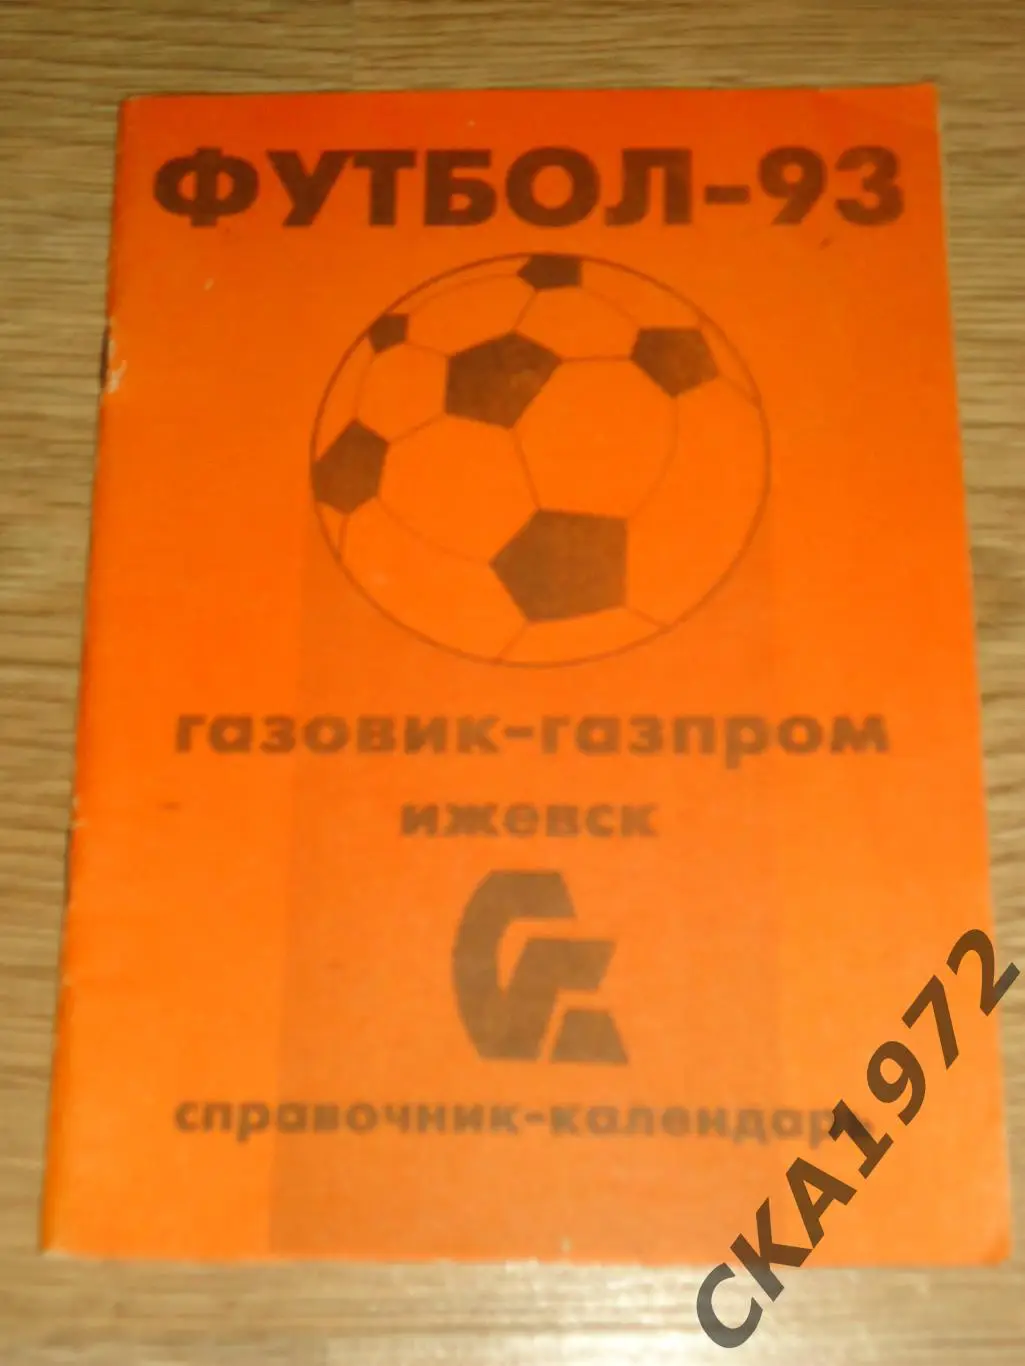 ФУТБОЛ-93
газовик-газпром
ижевск
справочник-календарь
СКА1972